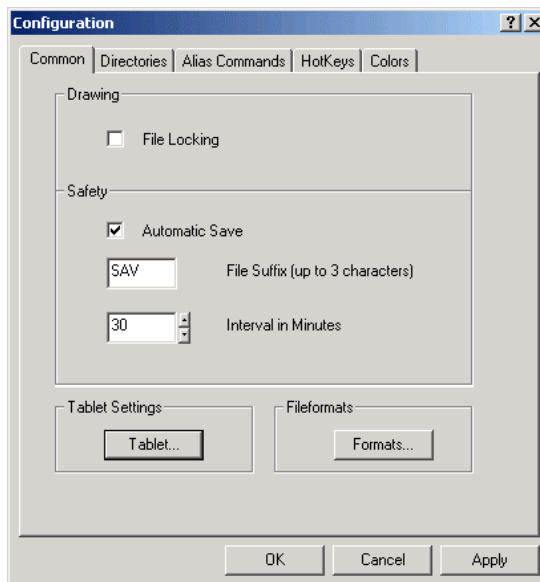 Configuration
Common Directories Alias Commands HotKeys Colors
Drawing
File Locking
Safety
Automatic Save
SAV File Suffix (up to 3 characters)
30 Interval in Minutes
Tablet Settings Fileformats
Tablet... Formats...
OK Cancel Apply